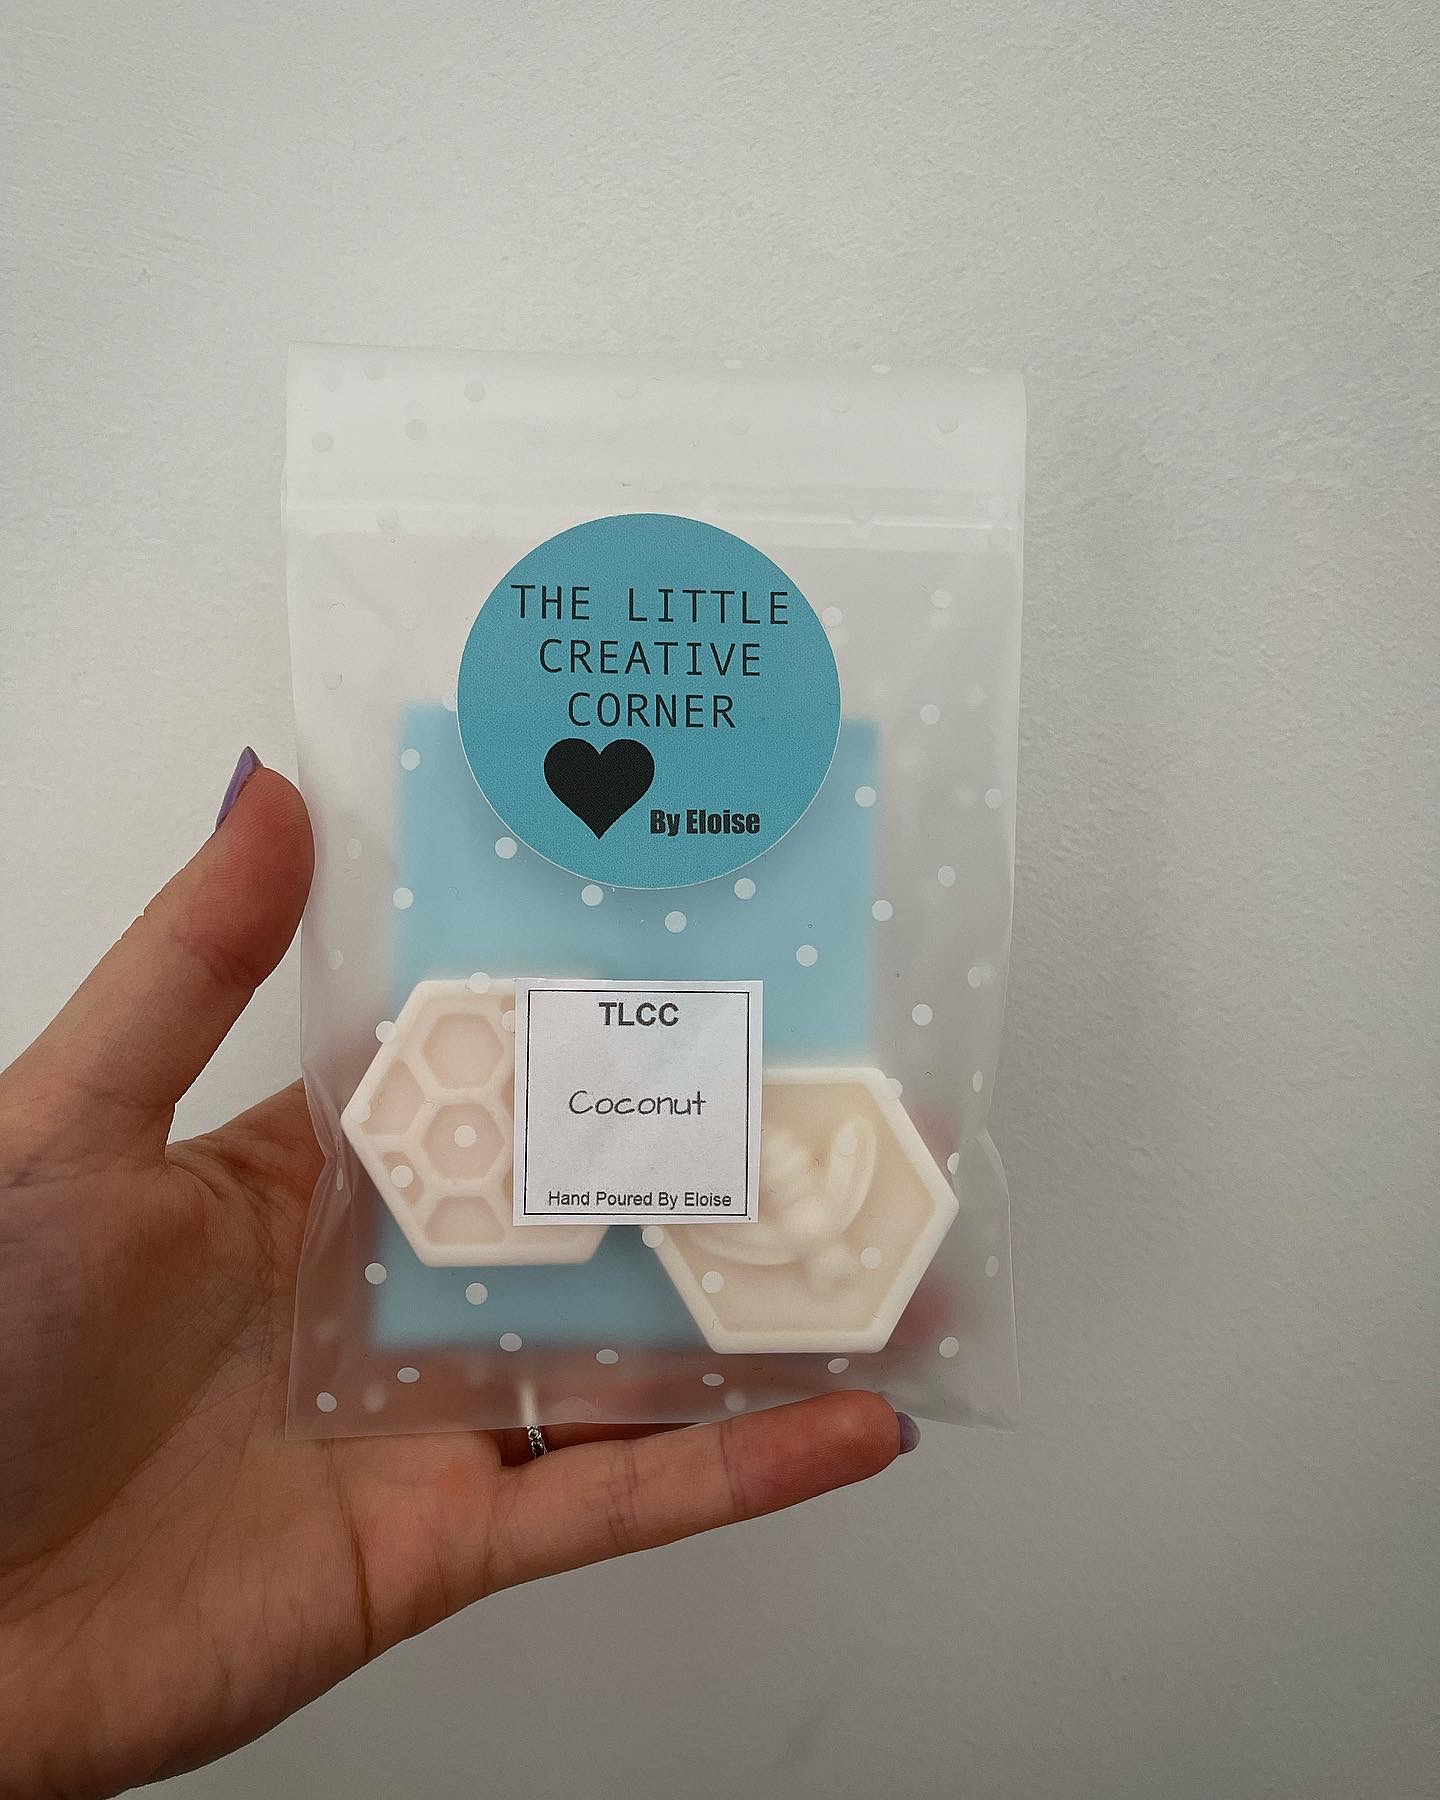 THE LITTLE
CREATIVE
CORNER
By Eloise
TLCC
Coconut
Hand Poured By Eloise